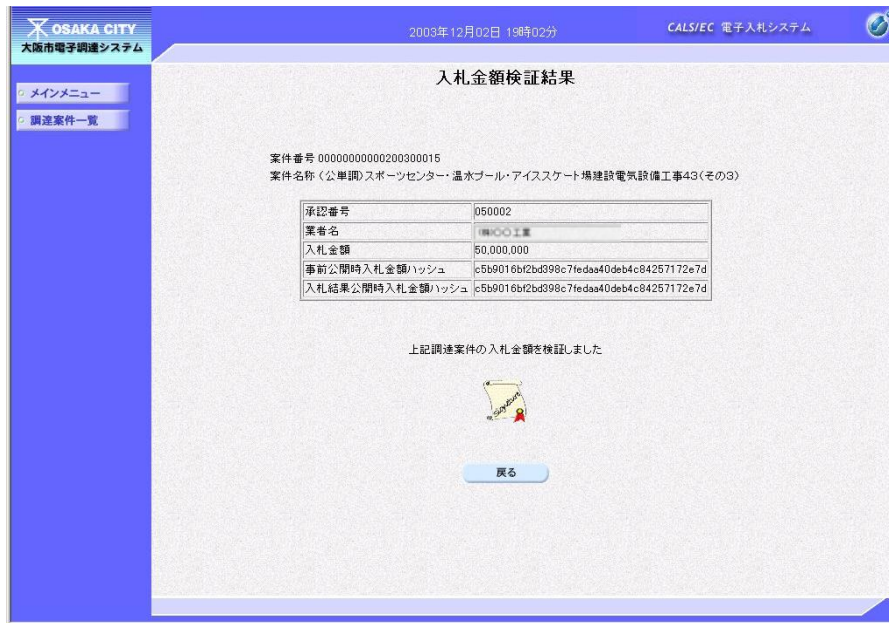 OSAKA CITY
大阪市電子調達システム
2003年12月02日 19時02分
CALS/EC 電子入札システム
メインメニュー
調達案件一覧
入札金額検証結果
案件番号 00000000000200300015
案件名称 (公単調)スポーツセンター・温水プール・アイススケート場建設電気設備工事43(その3)
承認番号 050002
業者名 (株)〇〇工業
入札金額 50,000,000
事前公開時入札金額ハッシュ c5b9016bf2bd398c7fedaa40deb4c84257172e7d
入札結果公開時入札金額ハッシュ c5b9016bf2bd398c7fedaa40deb4c84257172e7d
上記調達案件の入札金額を検証しました
Signature
戻る